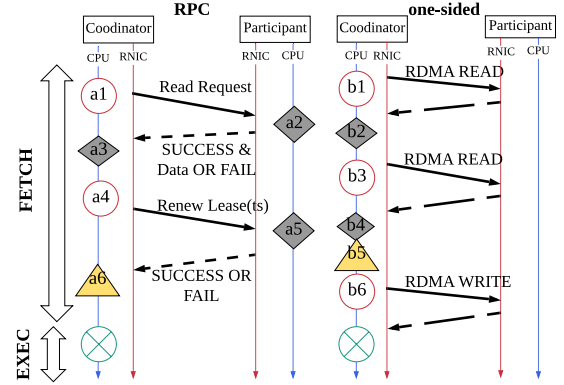 RPC
one-sided
Coodinator
Participant
Coodinator
Participant
CPU
RNIC
RNIC
CPU
CPU
RNIC
RNIC
CPU
FETCH
EXEC
a1
Read Request
a2
a3
SUCCESS &
Data OR FAIL
a4
Renew Lease(ts)
a5
a6
SUCCESS OR
FAIL
b1
RDMA READ
b2
b3
RDMA READ
b4
b5
b6
RDMA WRITE